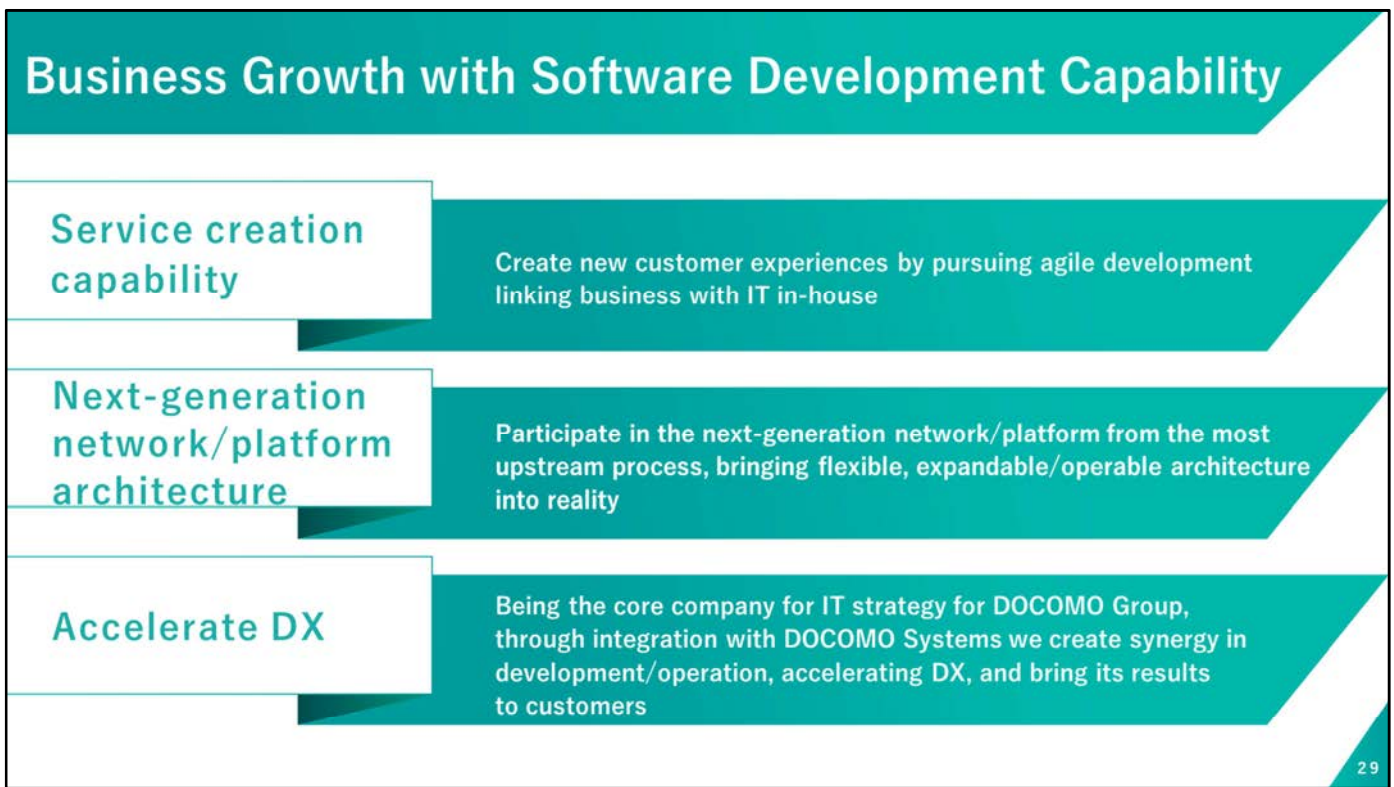 Business Growth with Software Development Capability
Service creation
capability
Create new customer experiences by pursuing agile development
linking business with IT in-house
Next-generation
network/platform
architecture
Participate in the next-generation network/platform from the most
upstream process, bringing flexible, expandable/operable architecture
into reality
Accelerate DX
Being the core company for IT strategy for DOCOMO Group,
through integration with DOCOMO Systems we create synergy in
development/operation, accelerating DX, and bring its results
to customers
29